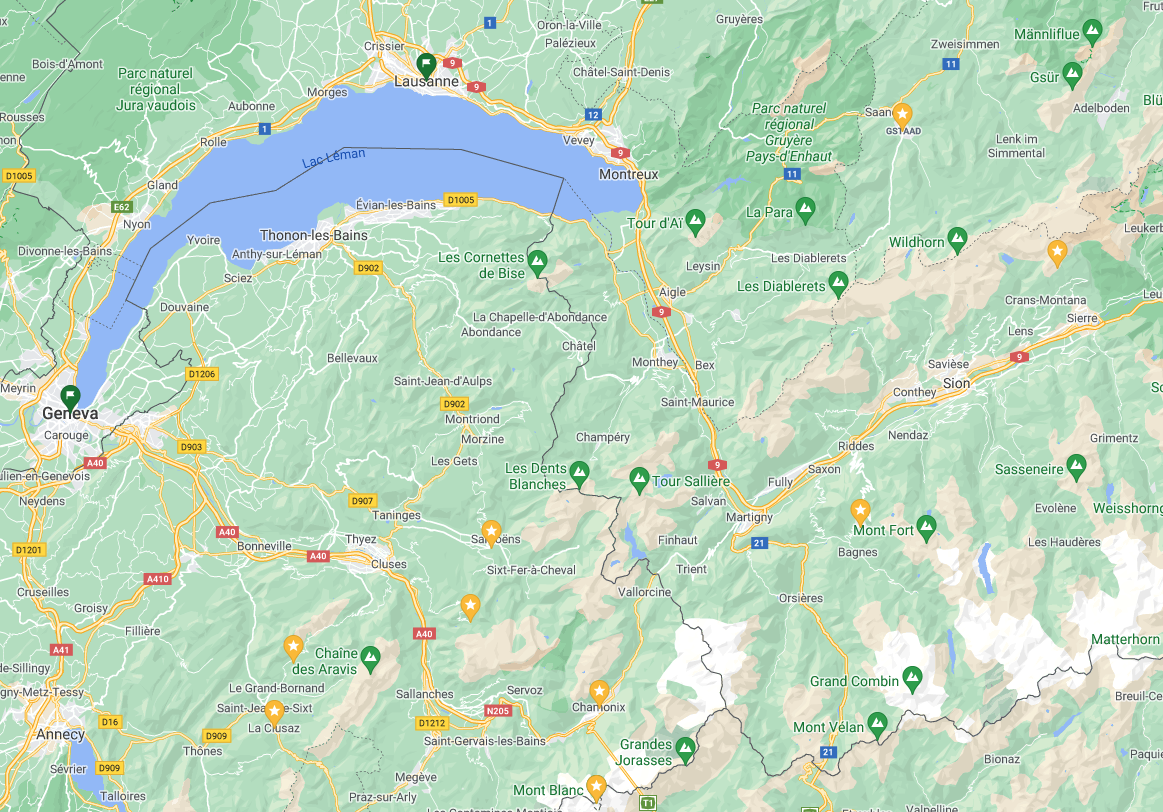 Gruyères
Oron-la-Ville
1
Palézieux
Crissier
Zweisimmen
Männliflue
Bois-d'Amont
9
Lausanne
9
Châtel-Saint-Denis
11
Gsür
Parc naturel
régional
Jura vaudois
Morges
Aubonne
Adelboden
Parc naturel
régional
Gruyère
Pays-d'Enhaut
12
Saan
GSTAAD
Rousses
1
Rolle
Vevey
9
Lenk im
Simmental
Lac Léman
Montreux
11
D1005
Gland
Évian-les-Bains
D1005
E62
Nyon
Tour d'Aï
La Para
Yvoire
Thonon-les-Bains
Wildhorn
Leukerb
Divonne-les-Bains
Anthy-sur-Léman
Les Cornettes
de Bise
Les Diablerets
D902
Leysin
Sciez
Les Diablerets
Aigle
Crans-Montana
Douvaine
9
La Chapelle-d'Abondance
Abondance
Sierre
Leu
Lens
Châtel
Bellevaux
Monthey
Bex
9
Savièse
D1206
Saint-Jean-d'Aulps
Sion
Conthey
Meyrin
Geneva
D902
Saint-Maurice
Montriond
Carouge
Morzine
Champéry
Nendaz
Grimentz
D903
Riddes
A40
Les Gets
Les Dents
Blanches
9
Saxon
Sasseneire
ulien-en-Genevois
Tour Sallière
Fully
Neydens
D907
Salvan
Evolène
Weisshorn
Taninges
Martigny
Mont Fort
A40
Samoëns
Finhaut
21
Les Haudères
D1201
Bonneville
Thyez
A40
Bagnes
Cluses
Sixt-Fer-à-Cheval
Trient
A410
Cruseilles
Vallorcine
Orsières
Groisy
Fillière
A40
A41
Matterhorn
Chaîne
des Aravis
de-Sillingy
Grand Combin
Le Grand-Bornand
gny-Metz-Tessy
Sallanches
Servoz
Breuil-Ce
Saint-Jean-de-Sixt
Chamonix
N205
D16
D1212
La Clusaz
Mont Vélan
Annecy
D909
Saint-Gervais-les-Bains
Grandes
Jorasses
21
Thônes
Bionaz
Paquie
Sévrier
D909
Megève
Mont Blanc
Talloires
Praz-sur-Arly
T1
Valpelline